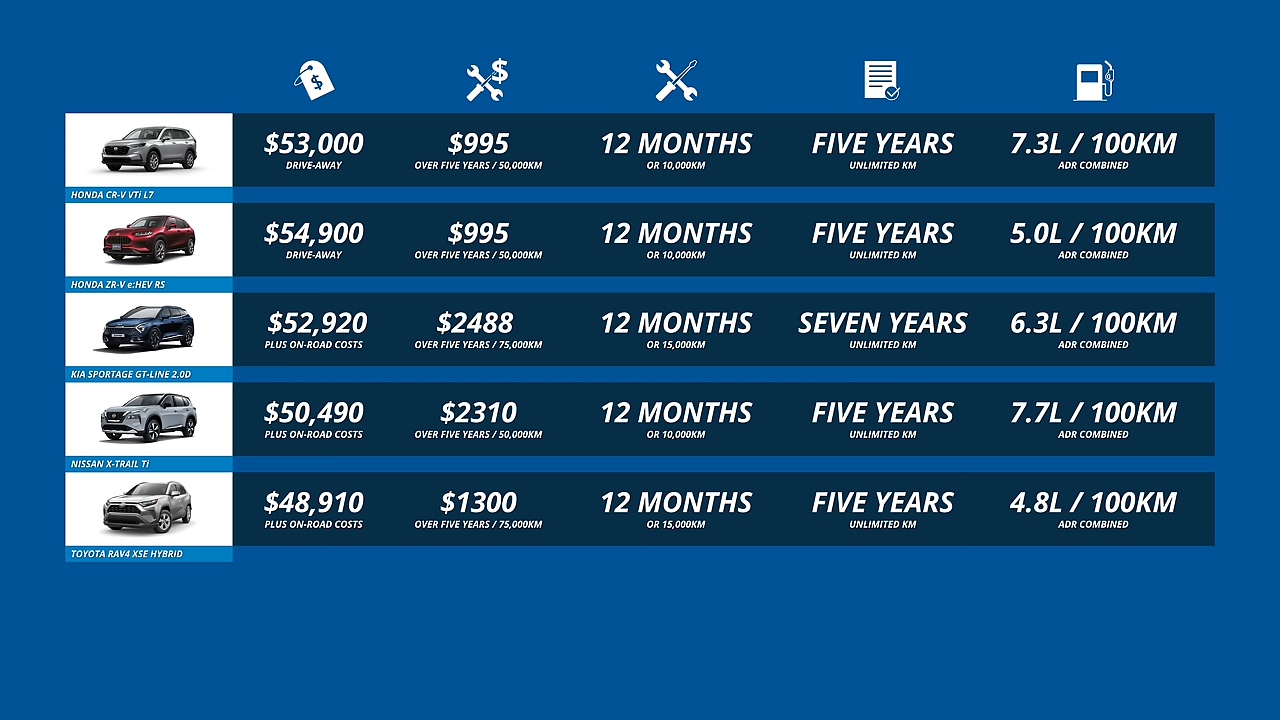 $53,000 $995 12 MONTHS FIVE YEARS 7.3L / 100KM
DRIVE-AWAY OVER FIVE YEARS / 50,000KM OR 10,000KM UNLIMITED KM ADR COMBINED
HONDA CR-V VTi L7
$54,900 $995 12 MONTHS FIVE YEARS 5.0L / 100KM
DRIVE-AWAY OVER FIVE YEARS / 50,000KM OR 10,000KM UNLIMITED KM ADR COMBINED
HONDA ZR-V e:HEV RS
$52,920 $2488 12 MONTHS SEVEN YEARS 6.3L / 100KM
PLUS ON-ROAD COSTS OVER FIVE YEARS / 75,000KM OR 15,000KM UNLIMITED KM ADR COMBINED
KIA SPORTAGE GT-LINE 2.0D
$50,490 $2310 12 MONTHS FIVE YEARS 7.7L / 100KM
PLUS ON-ROAD COSTS OVER FIVE YEARS / 50,000KM OR 10,000KM UNLIMITED KM ADR COMBINED
NISSAN X-TRAIL Ti
$48,910 $1300 12 MONTHS FIVE YEARS 4.8L / 100KM
PLUS ON-ROAD COSTS OVER FIVE YEARS / 75,000KM OR 15,000KM UNLIMITED KM ADR COMBINED
TOYOTA RAV4 XSE HYBRID